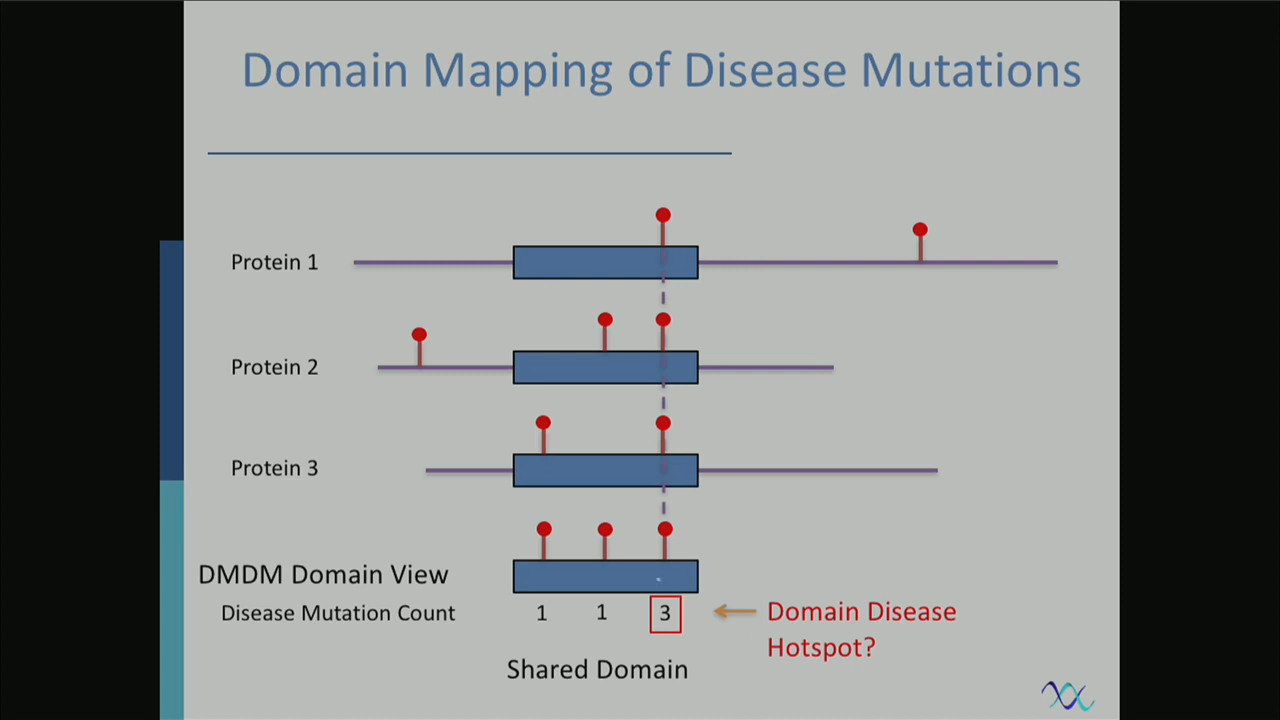 Domain Mapping of Disease Mutations
Protein 1
Protein 2
Protein 3
DMDM Domain View
Disease Mutation Count
1 1 3
Domain Disease
Hotspot?
Shared Domain